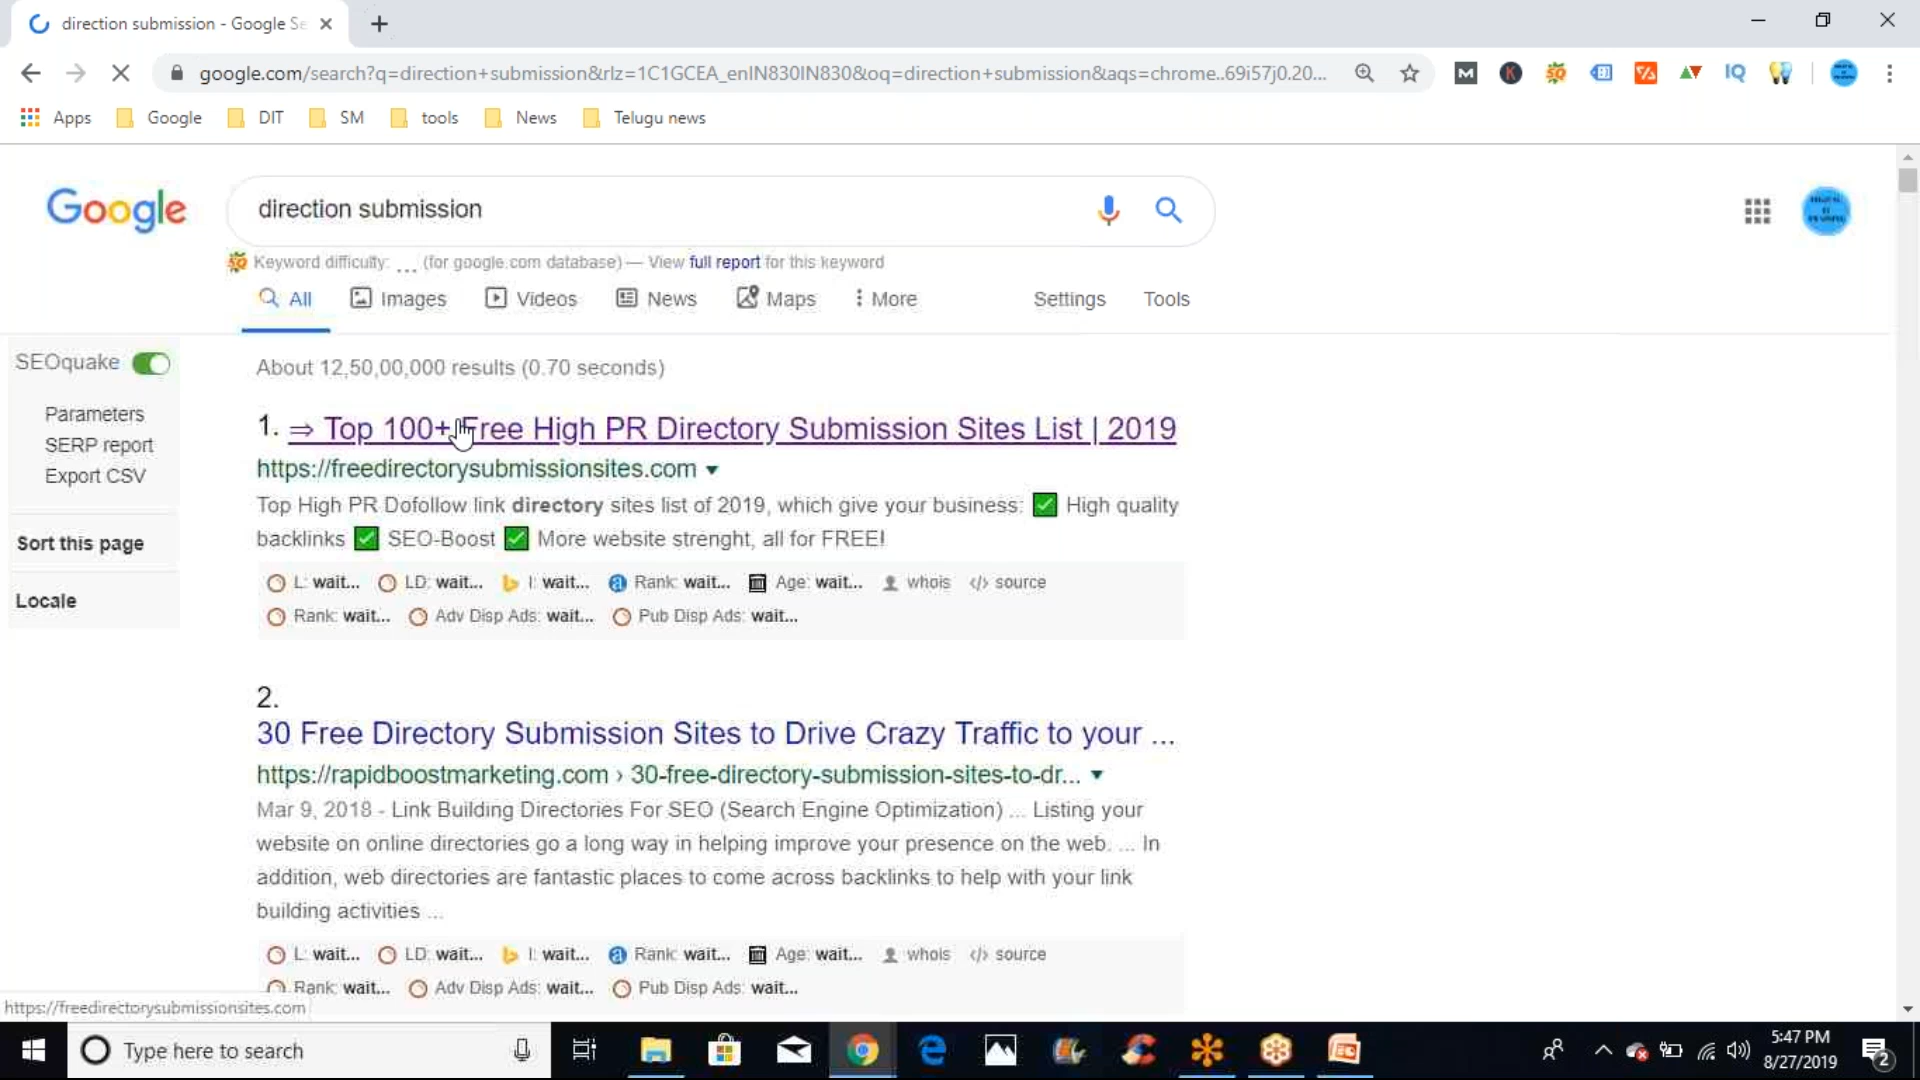 direction submission - Google Se
google.com/search?q=direction+submission&rlz=1C1GCEA_enIN830IN830&oq=direction+submission&aqs=chrome..69i57j0.20...
Apps Google DIT SM tools News Telugu news
Google direction submission
Keyword difficulty: ... (for google.com database) — View full report for this keyword
All Images Videos News Maps More Settings Tools
SEOquake
Parameters
SERP report
Export CSV
Sort this page
Locale
About 12,50,00,000 results (0.70 seconds)
1. ⇒ Top 100+ Free High PR Directory Submission Sites List | 2019
https://freedirectorysubmissionsites.com
Top High PR Dofollow link directory sites list of 2019, which give your business: ✅ High quality
backlinks ✅ SEO-Boost ✅ More website strenght, all for FREE!
L: wait... LD: wait... I: wait... Rank: wait... Age: wait... whois </> source
Rank: wait... Adv Disp Ads: wait... Pub Disp Ads: wait...
2.
30 Free Directory Submission Sites to Drive Crazy Traffic to your ...
https://rapidboostmarketing.com › 30-free-directory-submission-sites-to-dr...
Mar 9, 2018 - Link Building Directories For SEO (Search Engine Optimization) ... Listing your
website on online directories go a long way in helping improve your presence on the web. ... In
addition, web directories are fantastic places to come across backlinks to help with your link
building activities ...
L: wait... LD: wait... I: wait... Rank: wait... Age: wait... whois </> source
Rank: wait... Adv Disp Ads: wait... Pub Disp Ads: wait...
https://freedirectorysubmissionsites.com
Type here to search
5:47 PM
8/27/2019
2